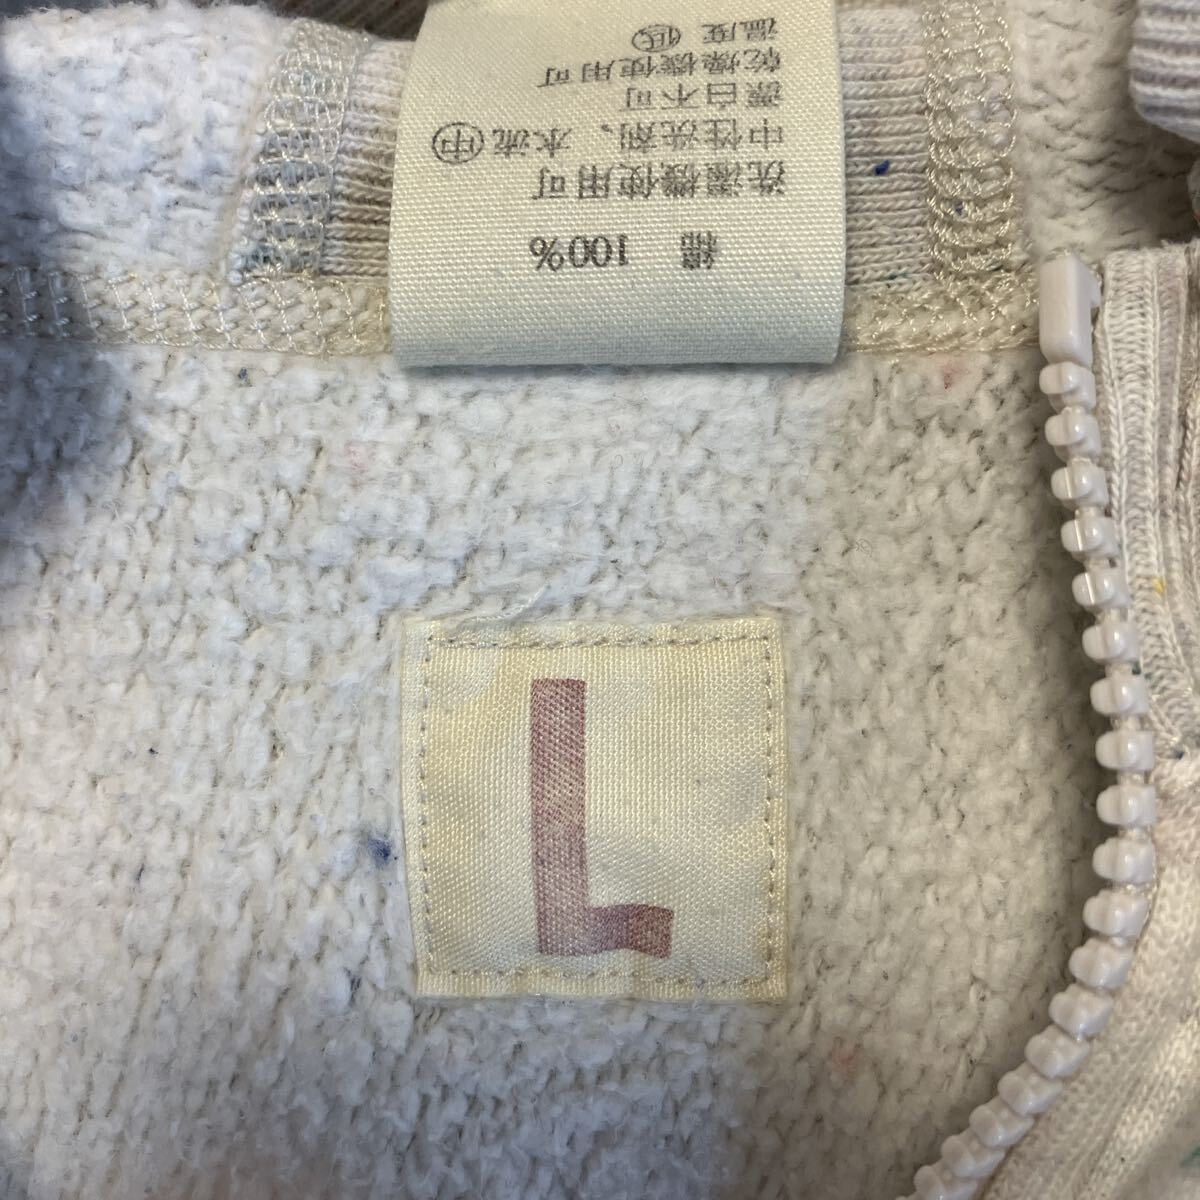 綿 100%
洗濯機使用可
中性洗剤、水流㊥
漂白不可
乾燥機使用可
温度㊦
L